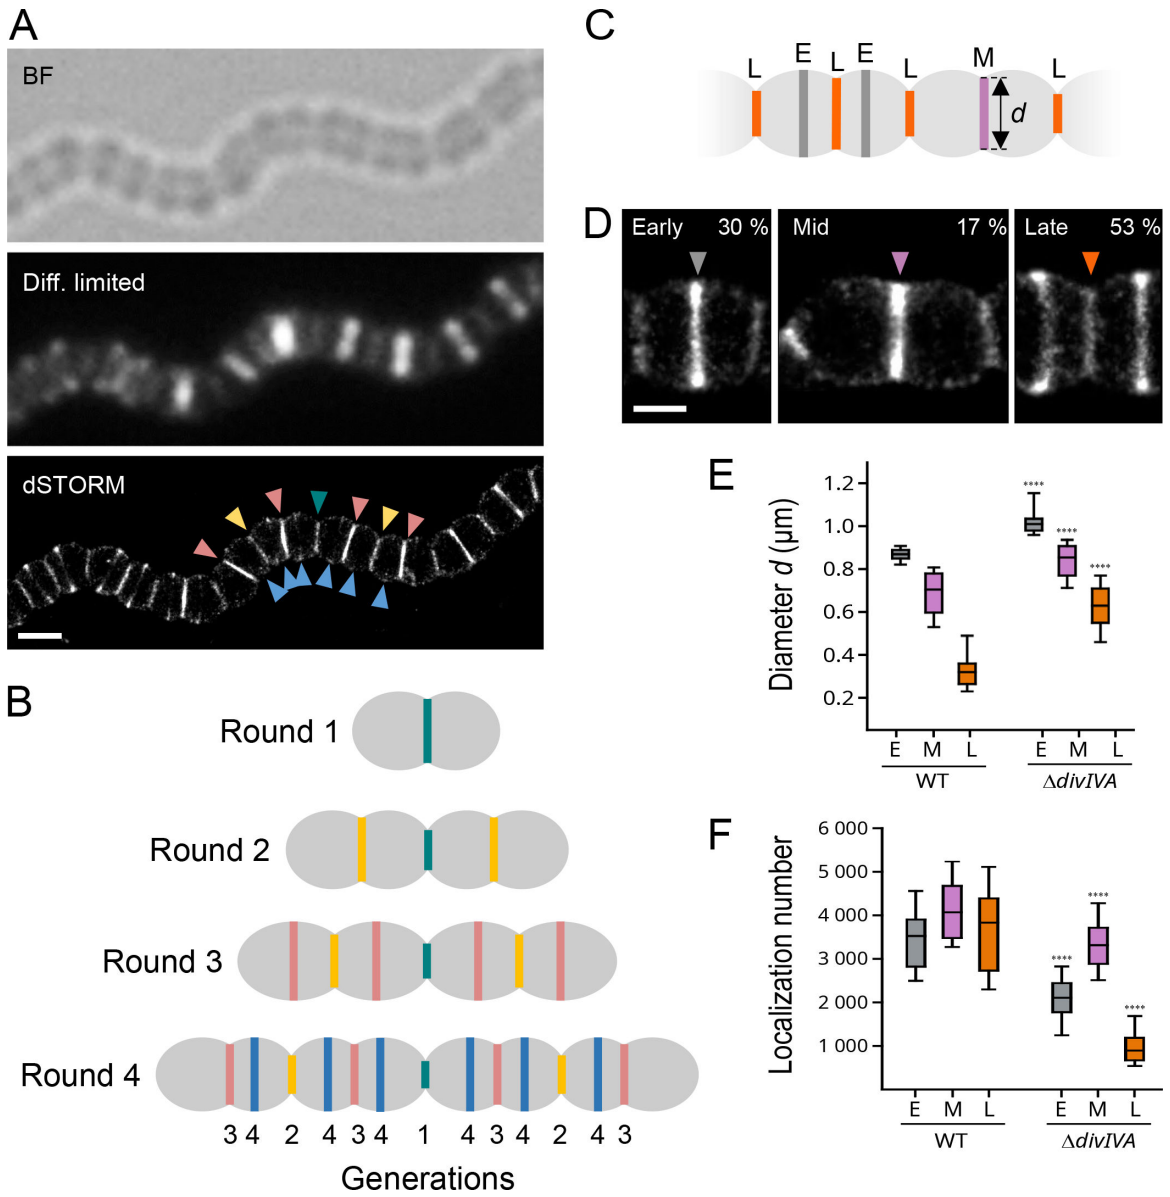 A
BF
Diff. limited
dSTORM
B
Round 1
Round 2
Round 3
Round 4
3 4 2 4 3 4 1 4 3 4 2 4 3
Generations
C
L E L E L M L
d
D
Early 30 %
Mid 17 %
Late 53 %
E
Diameter d (µm)
1.2
1.0
0.8
0.6
0.4
0.2
**** **** ****
E M L E M L
WT ΔdivIVA
F
Localization number
6 000
5 000
4 000
3 000
2 000
1 000
**** **** ****
E M L E M L
WT ΔdivIVA